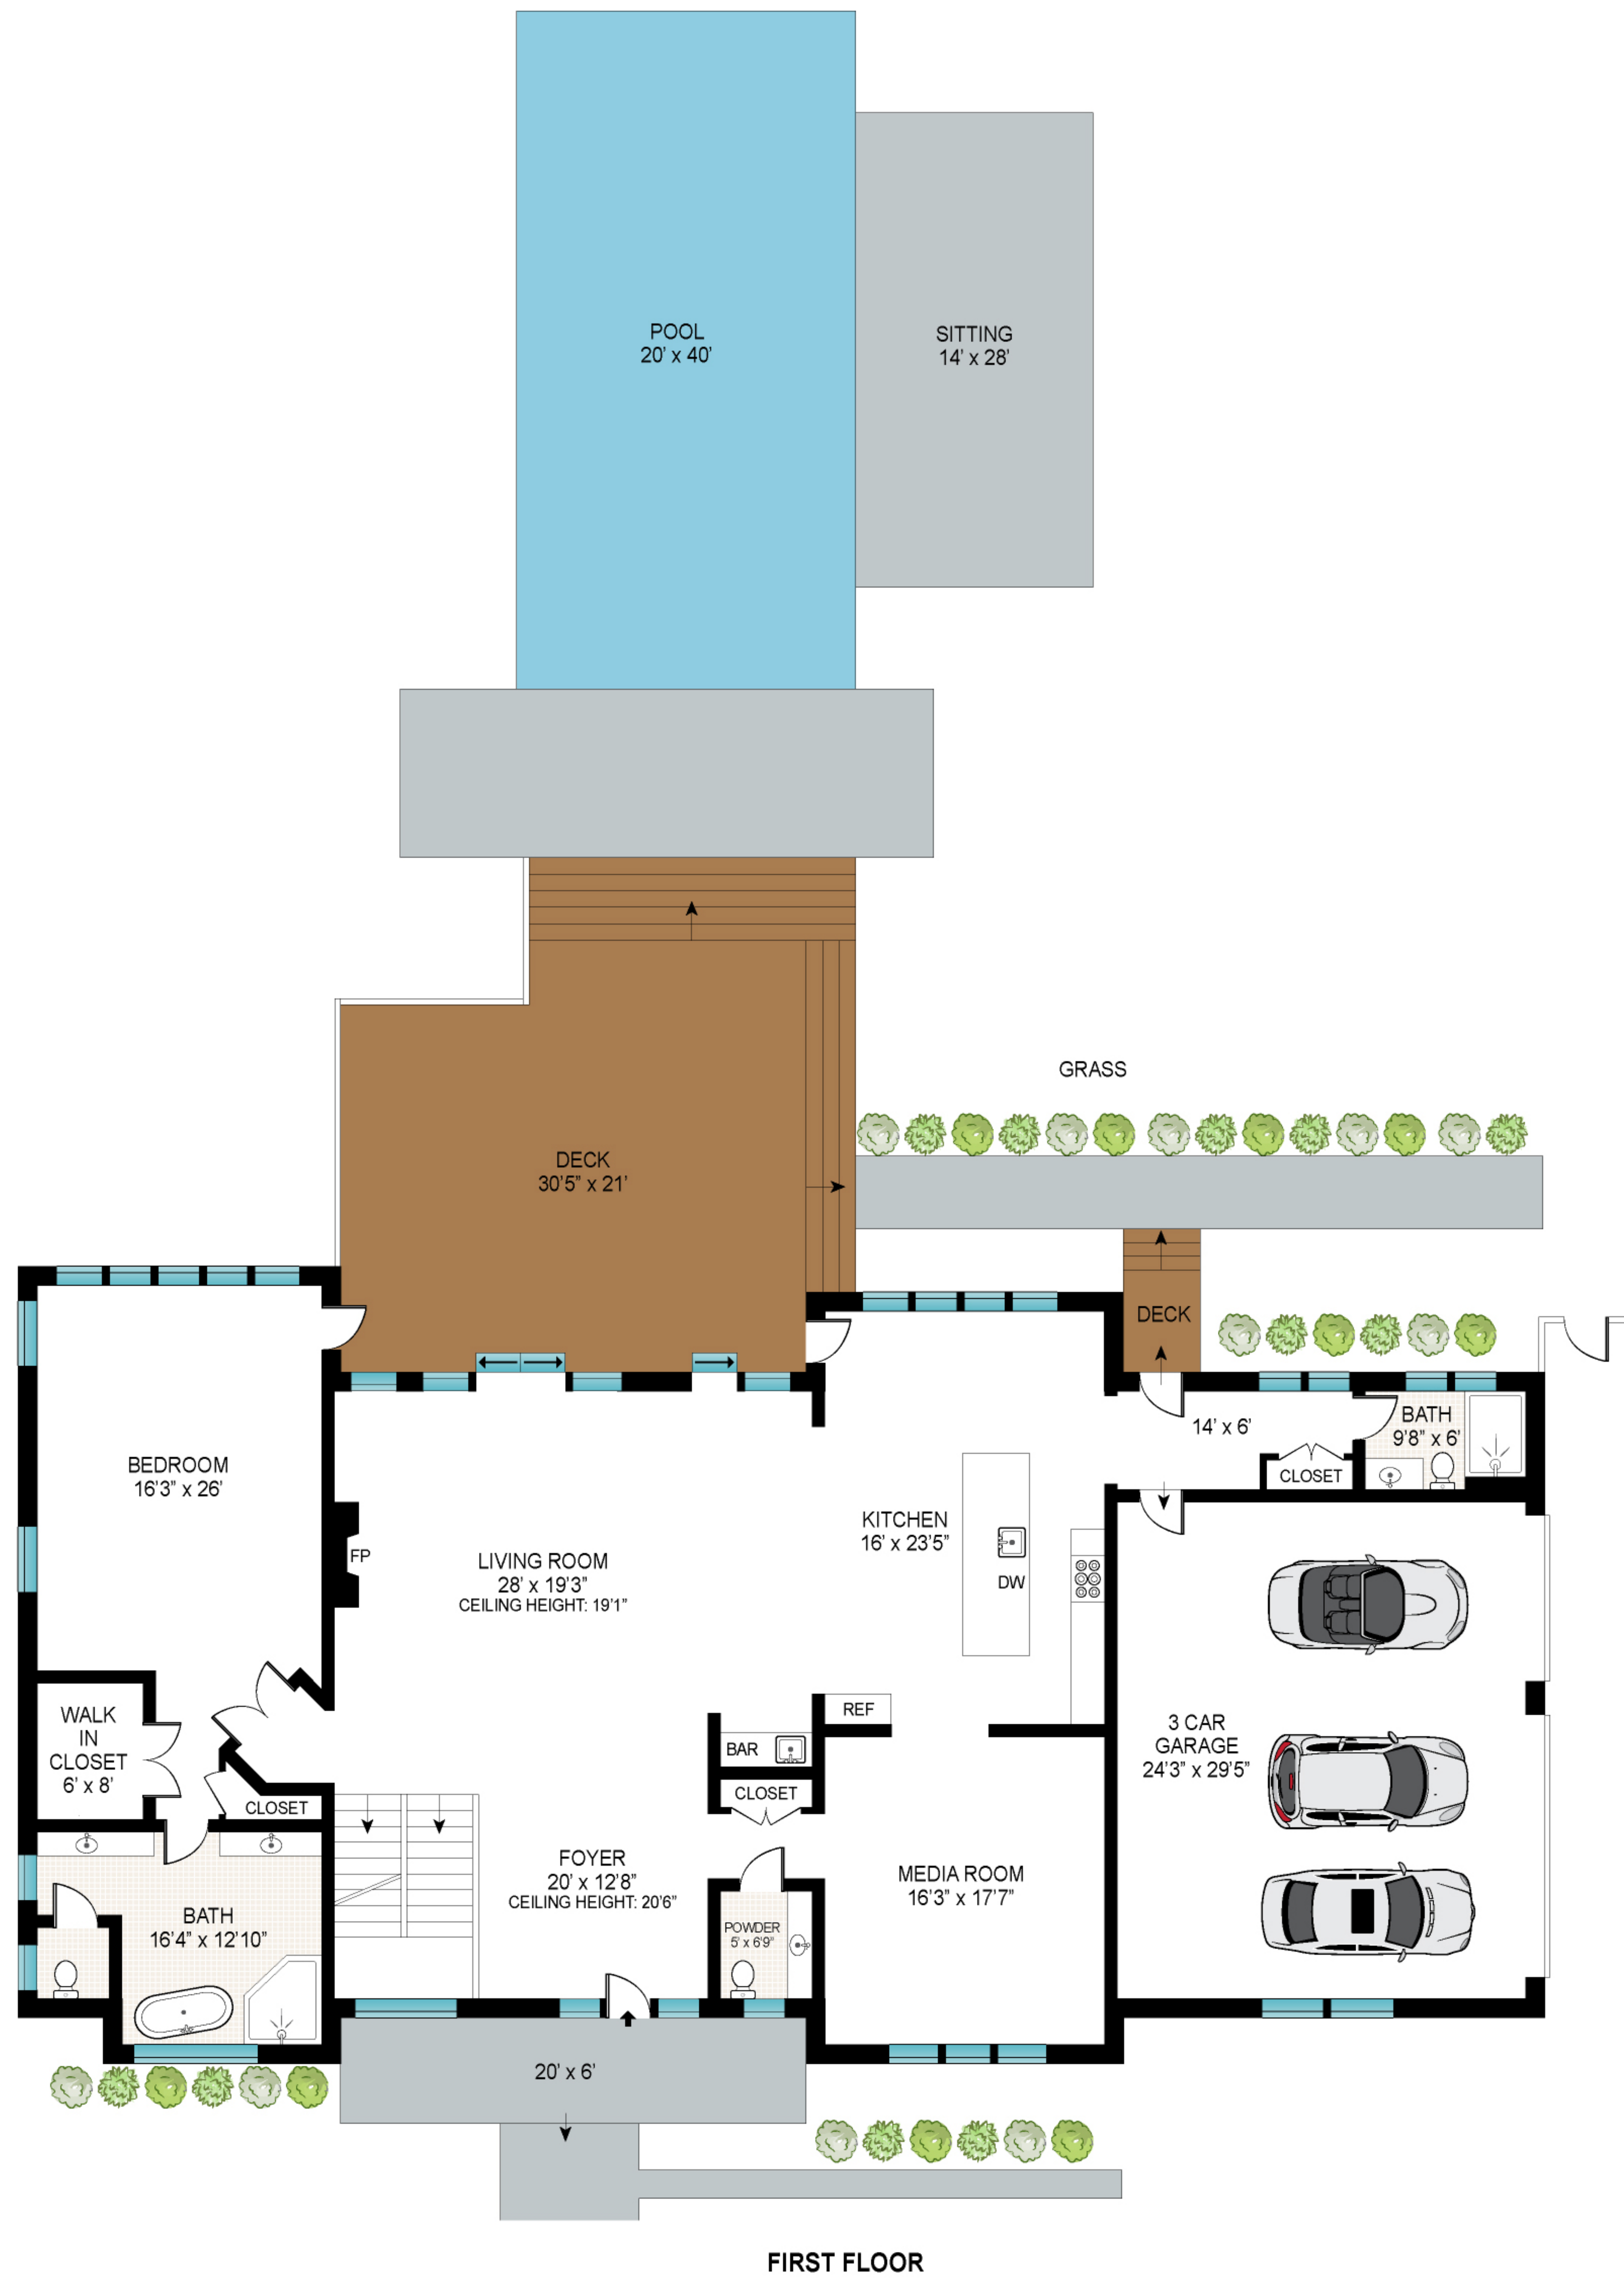 POOL
20' x 40'
SITTING
14' x 28'
GRASS
DECK
30'5" x 21'
DECK
BEDROOM
16'3" x 26'
14' x 6'
BATH
9'8" x 6'
CLOSET
KITCHEN
16' x 23'5"
DW
FP
LIVING ROOM
28' x 19'3"
CEILING HEIGHT: 19'1"
REF
WALK
IN
CLOSET
6' x 8'
BAR
3 CAR
GARAGE
24'3" x 29'5"
CLOSET
CLOSET
FOYER
20' x 12'8"
CEILING HEIGHT: 20'6"
MEDIA ROOM
16'3" x 17'7"
BATH
16'4" x 12'10"
POWDER
5' x 6'9"
20' x 6'
FIRST FLOOR